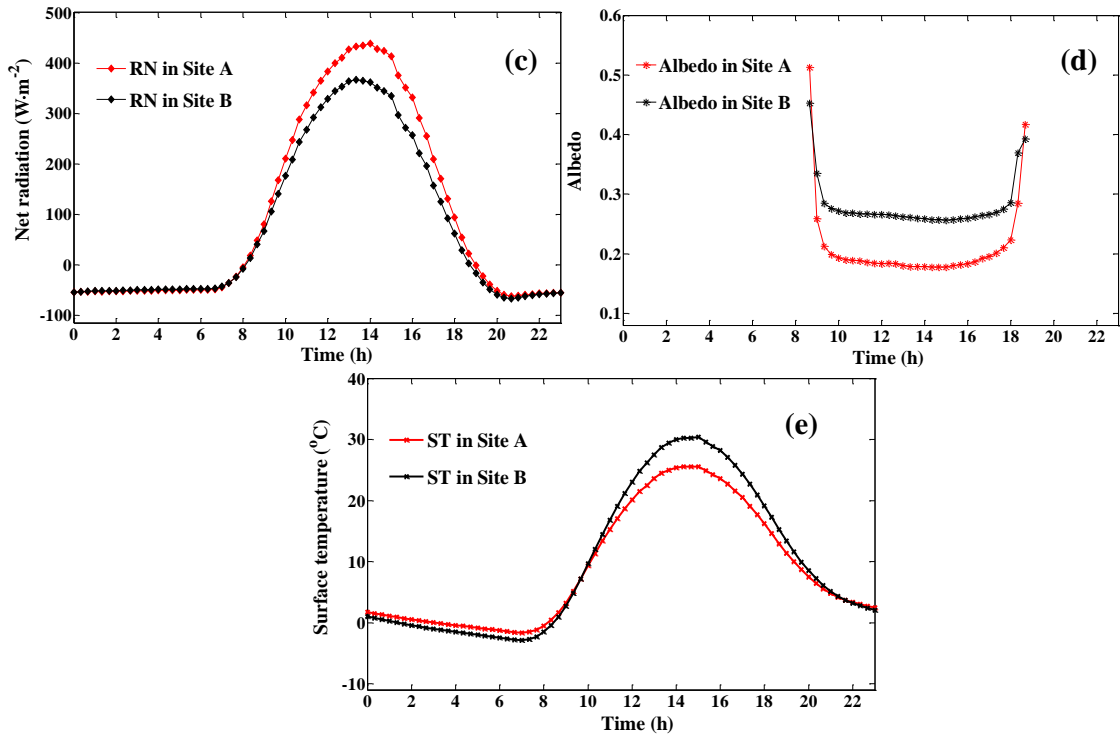 500
400
300
200
100
0
-100
Net radiation (W·m-2)
RN in Site A
RN in Site B
(c)
0 2 4 6 8 10 12 14 16 18 20 22
Time (h)
0.6
0.5
0.4
0.3
0.2
0.1
Albedo
Albedo in Site A
Albedo in Site B
(d)
0 2 4 6 8 10 12 14 16 18 20 22
Time (h)
40
30
20
10
0
-10
Surface temperature (°C)
ST in Site A
ST in Site B
(e)
0 2 4 6 8 10 12 14 16 18 20 22
Time (h)